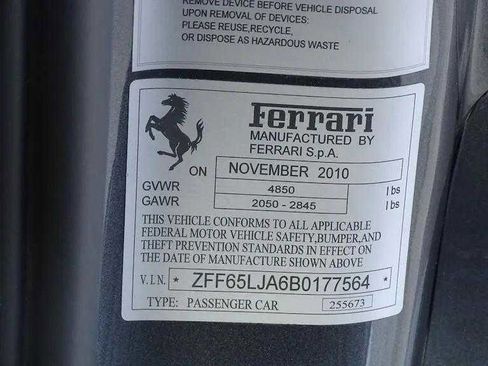 REMOVE DEVICE BEFORE VEHICLE DISPOSAL
UPON REMOVAL OF DEVICES:
PLEASE REUSE,RECYCLE,
OR DISPOSE AS HAZARDOUS WASTE
Ferrari
MANUFACTURED BY
FERRARI S.p.A.
ON NOVEMBER 2010
GVWR 4850 lbs
GAWR 2050 - 2845 lbs
THIS VEHICLE CONFORMS TO ALL APPLICABLE
FEDERAL MOTOR VEHICLE SAFETY,BUMPER,AND
THEFT PREVENTION STANDARDS IN EFFECT ON
THE DATE OF MANUFACTURE SHOWN ABOVE
V.I.N. * ZFF65LJA6B0177564 *
TYPE: PASSENGER CAR 255673